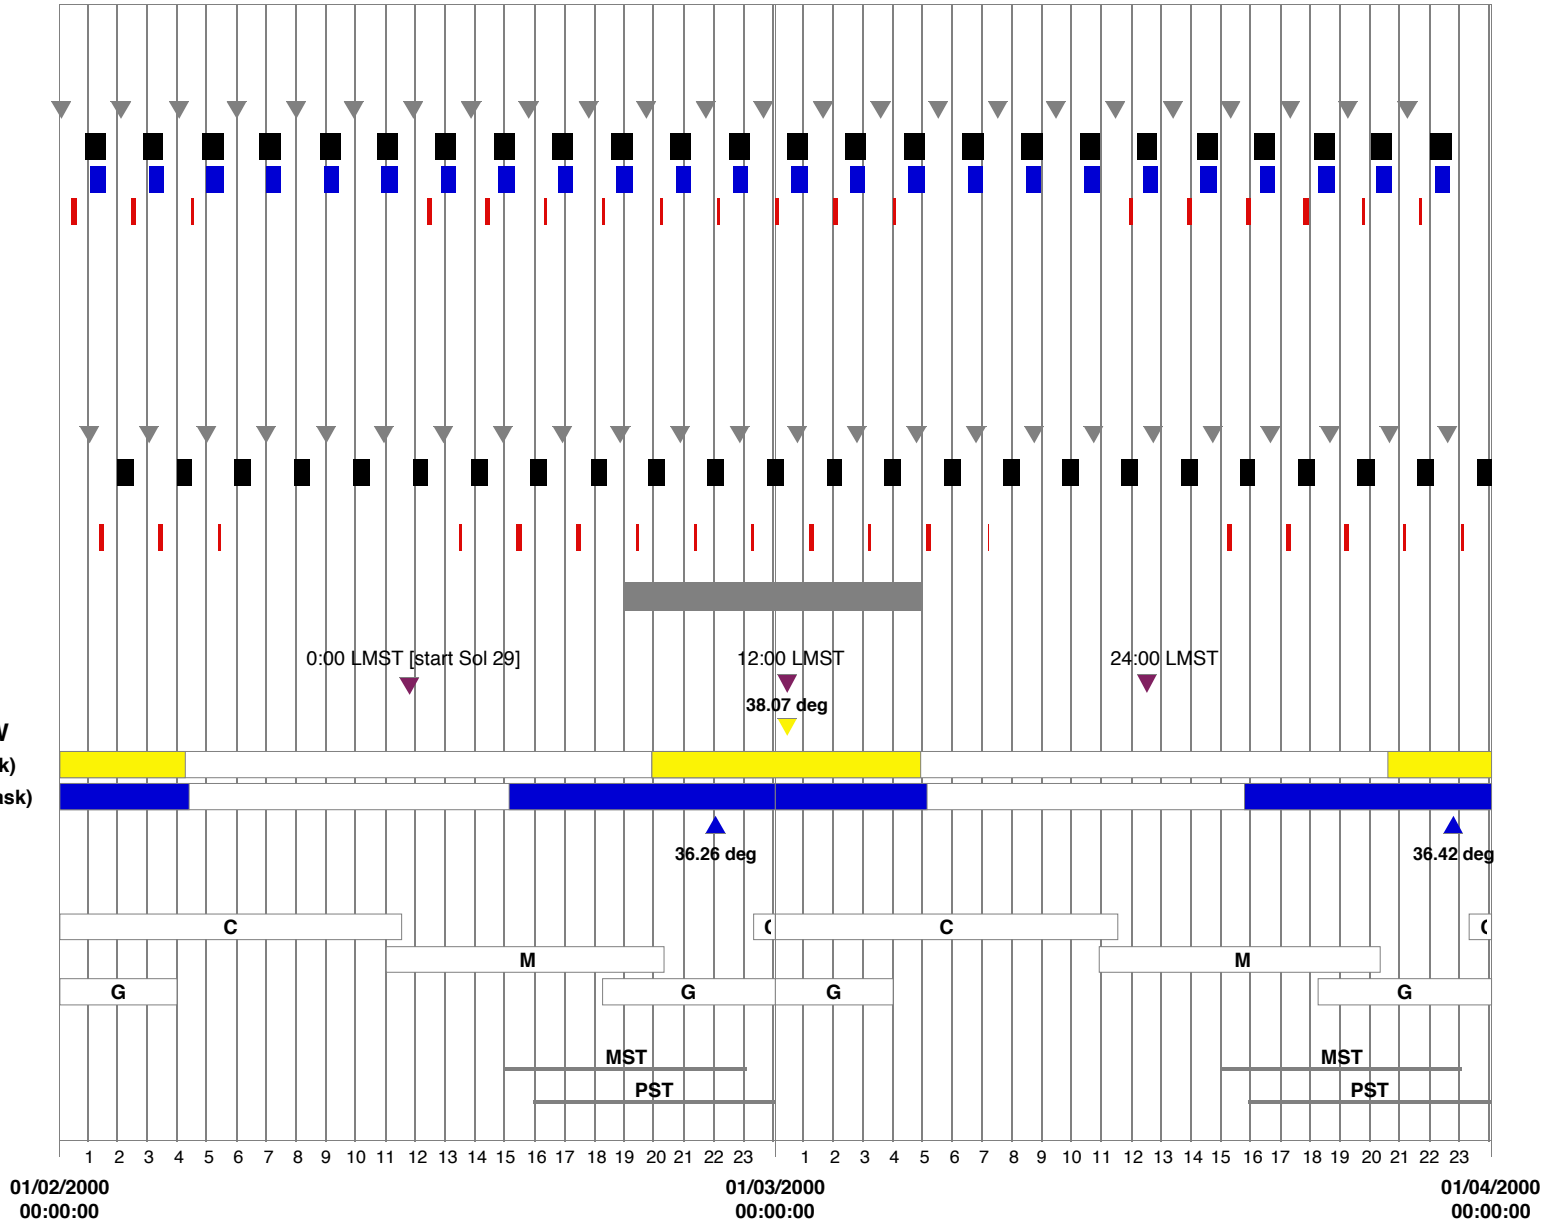 0:00 LMST [start Sol 29] 12:00 LMST 24:00 LMST
38.07 deg
k)
ask)
36.26 deg 36.42 deg
C C
M M
G G G G
MST MST
PST PST
1 2 3 4 5 6 7 8 9 10 11 12 13 14 15 16 17 18 19 20 21 22 23 1 2 3 4 5 6 7 8 9 10 11 12 13 14 15 16 17 18 19 20 21 22 23
01/02/2000 01/03/2000 01/04/2000
00:00:00 00:00:00 00:00:00